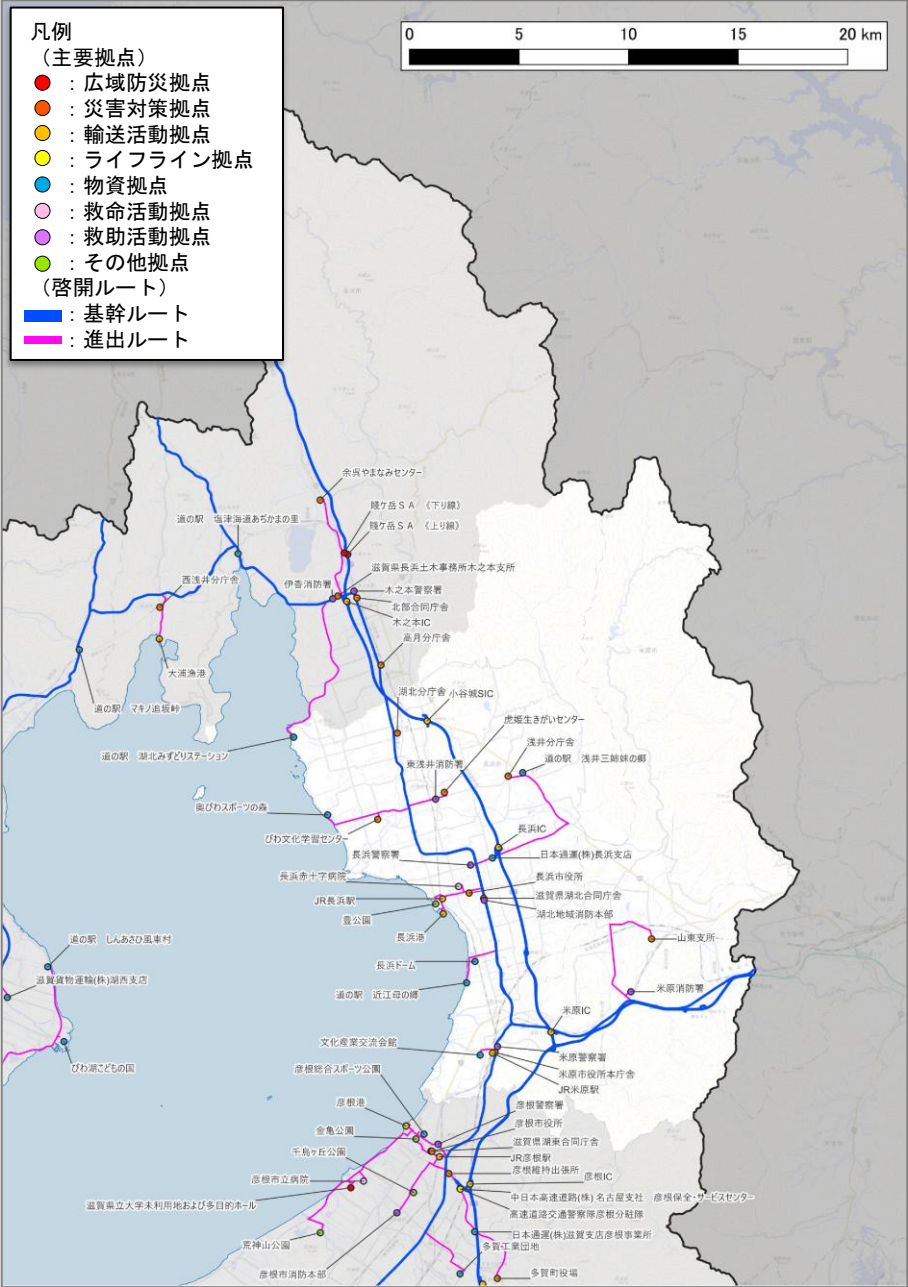 凡例
（主要拠点）
：広域防災拠点
：災害対策拠点
：輸送活動拠点
：ライフライン拠点
：物資拠点
：救命活動拠点
：救助活動拠点
：その他拠点
（啓開ルート）
：基幹ルート
：進出ルート
0 5 10 15 20 km
余呉やまなみセンター
賤ケ岳ＳＡ 《下り線》
道の駅 塩津海道あぢかまの里
賤ケ岳ＳＡ 《上り線》
滋賀県長浜土木事務所木之本支所
西浅井分庁舎
伊香消防署
木之本警察署
北部合同庁舎
木之本IC
高月分庁舎
大浦漁港
湖北分庁舎
小谷城SIC
道の駅 マキノ追坂峠
虎姫生きがいセンター
浅井分庁舎
道の駅 湖北みずどりステーション
東浅井消防署
道の駅 浅井三姉妹の郷
奥びわスポーツの森
びわ文化学習センター
長浜IC
長浜警察署
日本通運(株)長浜支店
長浜赤十字病院
長浜市役所
JR長浜駅
滋賀県湖北合同庁舎
豊公園
湖北地域消防本部
長浜港
山東支所
道の駅 しんあさひ風車村
長浜ドーム
滋賀貨物運輸(株)湖西支店
道の駅 近江母の郷
米原消防署
米原IC
文化産業交流会館
びわ湖こどもの国
米原警察署
彦根総合スポーツ公園
米原市役所本庁舎
JR米原駅
彦根港
彦根警察署
金亀公園
彦根市役所
滋賀県湖東合同庁舎
千鳥ヶ丘公園
JR彦根駅
彦根維持出張所
彦根市立病院
彦根IC
中日本高速道路(株)名古屋支社 彦根保全・サービスセンター
滋賀県立大学未利用地および多目的ホール
高速道路交通警察隊彦根分駐隊
日本通運(株)滋賀支店彦根事業所
荒神山公園
多賀工業団地
彦根市消防本部
多賀町役場